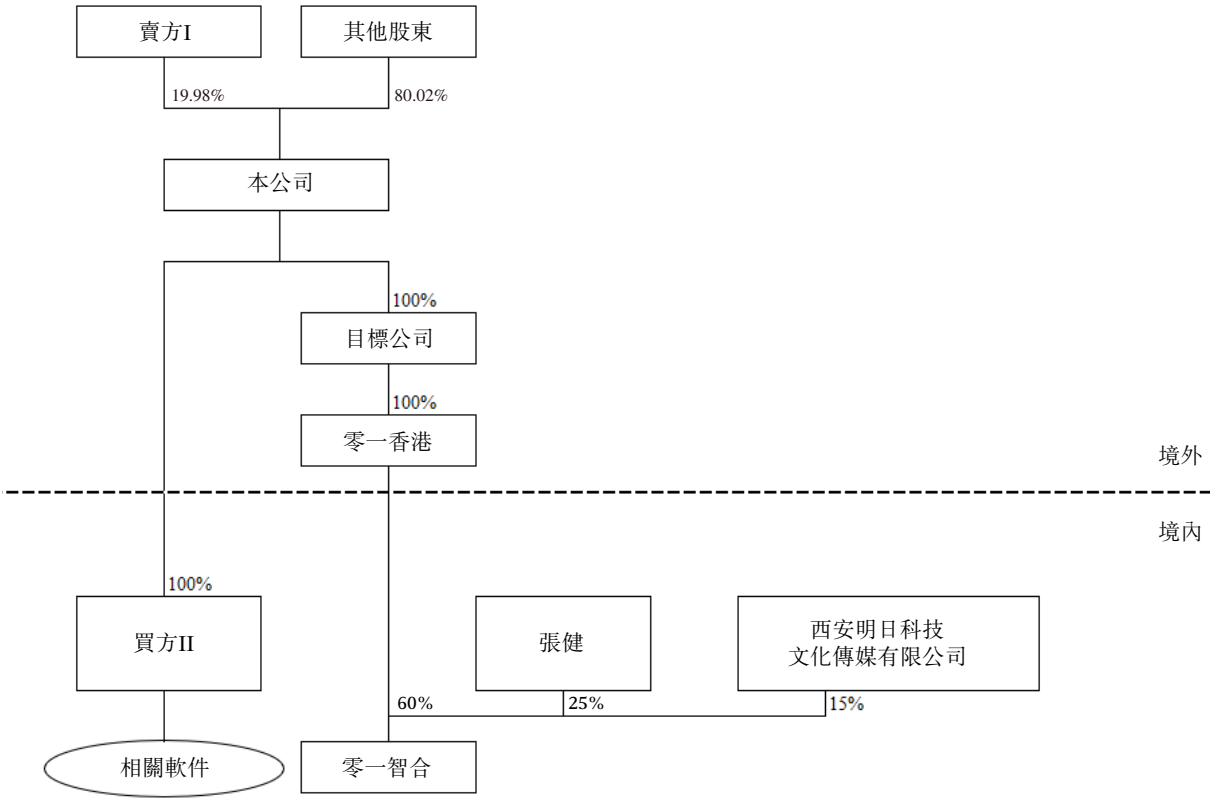 賣方I
其他股東
19.98%
80.02%
本公司
100%
目標公司
100%
零一香港
境外
境內
100%
買方II
張健
西安明日科技
文化傳媒有限公司
60%
25%
15%
相關軟件
零一智合